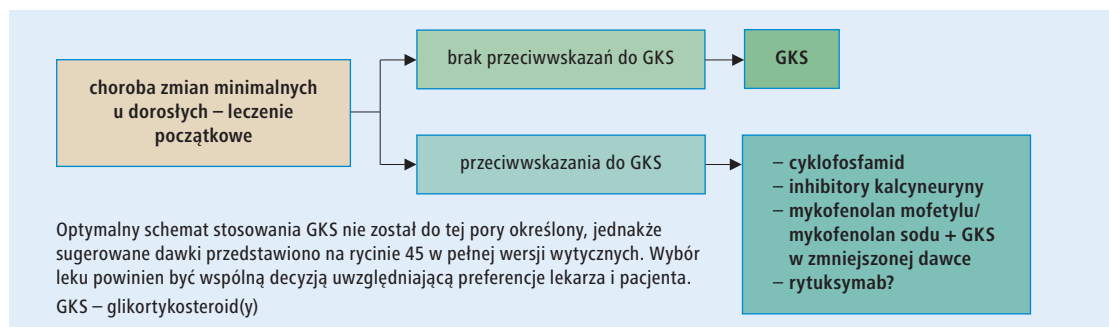 choroba zmian minimalnych
u dorosłych – leczenie
początkowe
brak przeciwwskazań do GKS
GKS
przeciwwskazania do GKS
– cyklofosfamid
– inhibitory kalcyneuryny
– mykofenolan mofetylu/
mykofenolan sodu + GKS
w zmniejszonej dawce
– rytuksymab?
Optymalny schemat stosowania GKS nie został do tej pory określony, jednakże
sugerowane dawki przedstawiono na rycinie 45 w pełnej wersji wytycznych. Wybór
leku powinien być wspólną decyzją uwzględniającą preferencje lekarza i pacjenta.
GKS – glikortykosteroid(y)